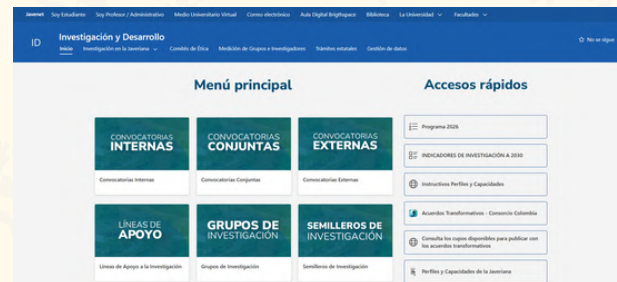 Javenet Soy Estudiante Soy Profesor / Administrativo Medio Universitario Virtual Correo electrónico Aula Digital Brightspace Biblioteca La Universidad Facultades
ID
Investigación y Desarrollo
Inicio Investigación en la Javeriana Comités de Ética Medición de Grupos e Investigadores Trámites estatales Gestión de datos
No se sigue
Menú principal
CONVOCATORIAS
INTERNAS
Convocatorias Internas
CONVOCATORIAS
CONJUNTAS
Convocatorias Conjuntas
CONVOCATORIAS
EXTERNAS
Convocatorias Externas
LÍNEAS DE
APOYO
Líneas de Apoyo a la Investigación
GRUPOS DE
INVESTIGACIÓN
Grupos de Investigación
SEMILLEROS DE
INVESTIGACIÓN
Semilleros de Investigación
Accesos rápidos
Programa 2026
INDICADORES DE INVESTIGACIÓN A 2030
Instructivos Perfiles y Capacidades
Acuerdos Transformativos - Consorcio Colombia
Consulta los cupos disponibles para publicar con
los acuerdos transformativos
Perfiles y Capacidades de la Javeriana